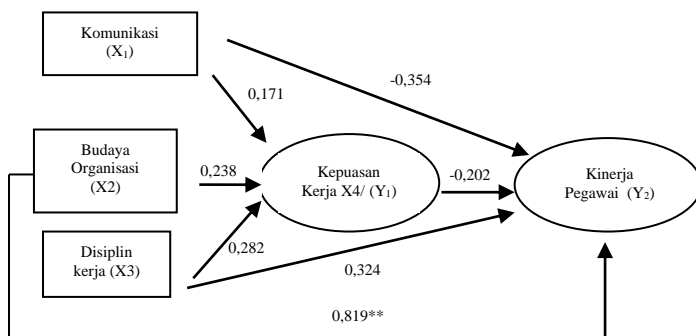 Komunikasi
(X₁)
-0,354
0,171
Budaya
Organisasi
(X2)
0,238
Kepuasan
Kerja X4/ (Y₁)
-0,202
Kinerja
Pegawai (Y₂)
Disiplin
kerja (X3)
0,282
0,324
0,819**